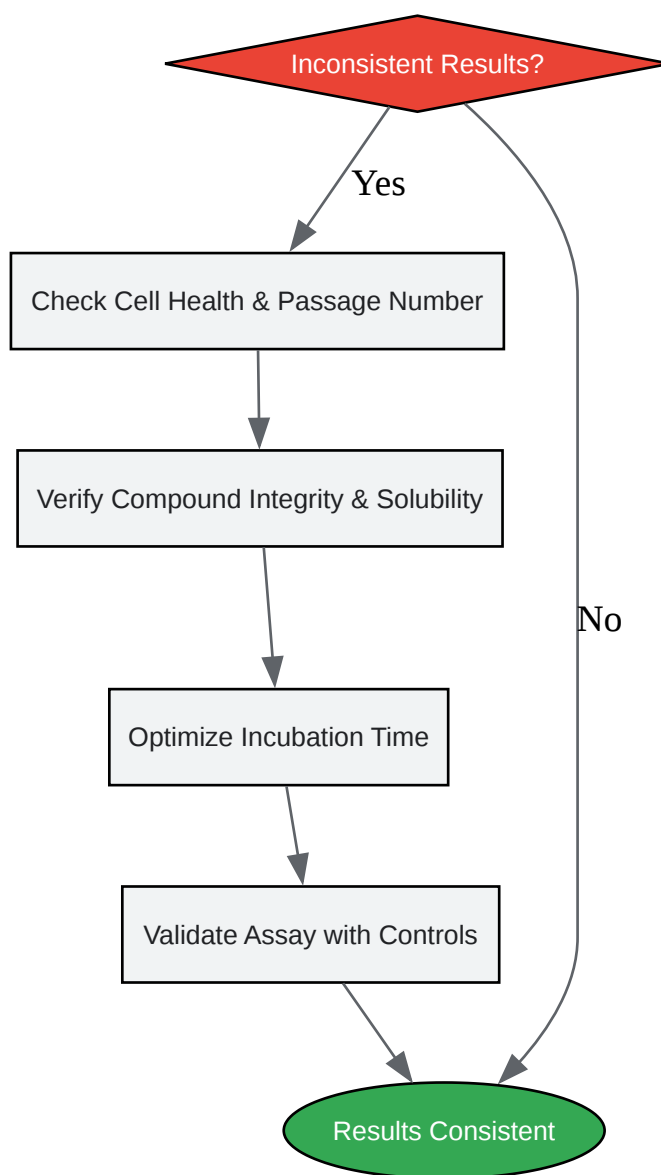 Inconsistent Results?
Yes
Check Cell Health & Passage Number
Verify Compound Integrity & Solubility
No
Optimize Incubation Time
Validate Assay with Controls
Results Consistent